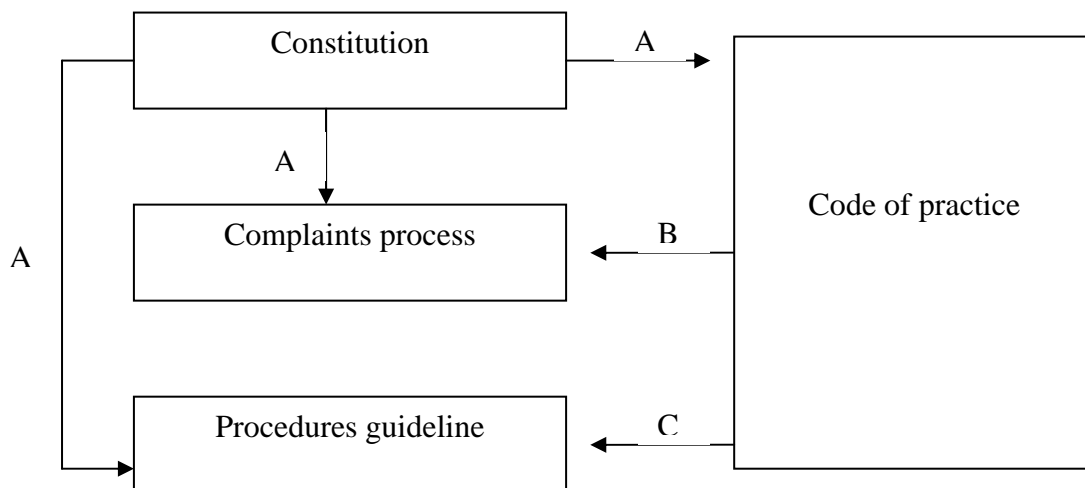 Constitution
A
A
Complaints process
Code of practice
A
B
Procedures guideline
C